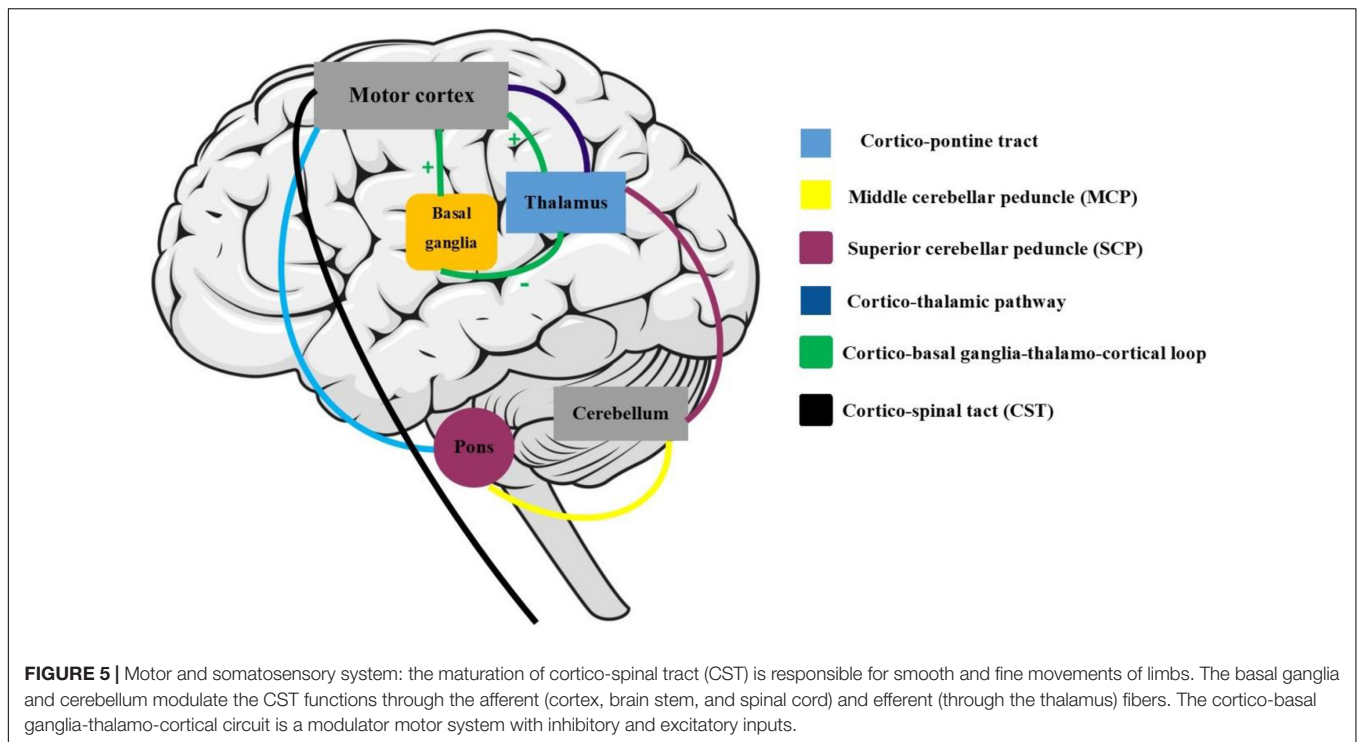 Motor cortex
+
+
Basal
ganglia
Thalamus
-
Cerebellum
Pons
Cortico-pontine tract
Middle cerebellar peduncle (MCP)
Superior cerebellar peduncle (SCP)
Cortico-thalamic pathway
Cortico-basal ganglia-thalamo-cortical loop
Cortico-spinal tact (CST)
FIGURE 5 | Motor and somatosensory system: the maturation of cortico-spinal tract (CST) is responsible for smooth and fine movements of limbs. The basal ganglia
and cerebellum modulate the CST functions through the afferent (cortex, brain stem, and spinal cord) and efferent (through the thalamus) fibers. The cortico-basal
ganglia-thalamo-cortical circuit is a modulator motor system with inhibitory and excitatory inputs.